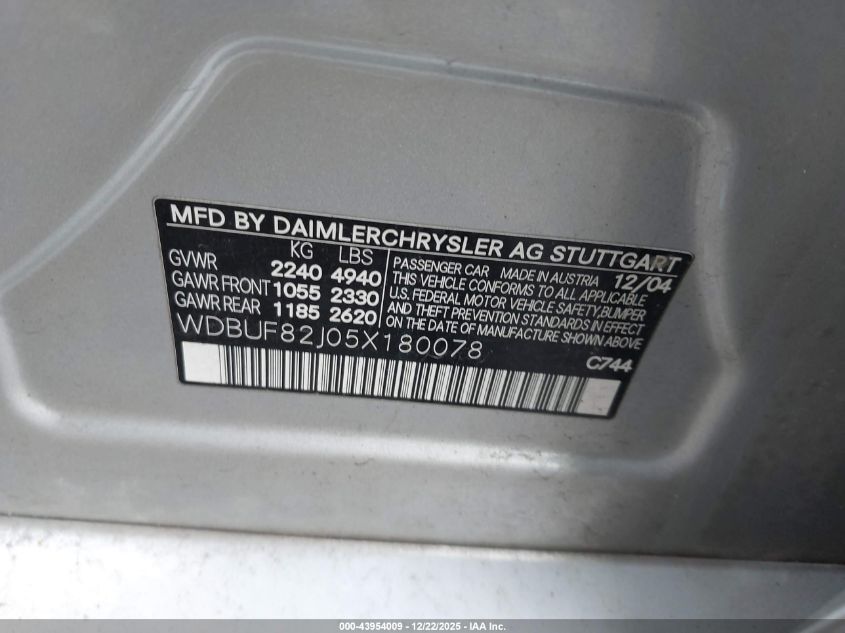 MFD BY DAIMLERCHRYSLER AG STUTTGART
KG LBS
GVWR 2240 4940
GAWR FRONT 1055 2330
GAWR REAR 1185 2620
PASSENGER CAR MADE IN AUSTRIA 12/04
THIS VEHICLE CONFORMS TO ALL APPLICABLE
U.S. FEDERAL MOTOR VEHICLE SAFETY, BUMPER
AND THEFT PREVENTION STANDARDS IN EFFECT
ON THE DATE OF MANUFACTURE SHOWN ABOVE
WDBUF82J05X180078
C744
000-43954009 - 12/22/2025 - IAA Inc.